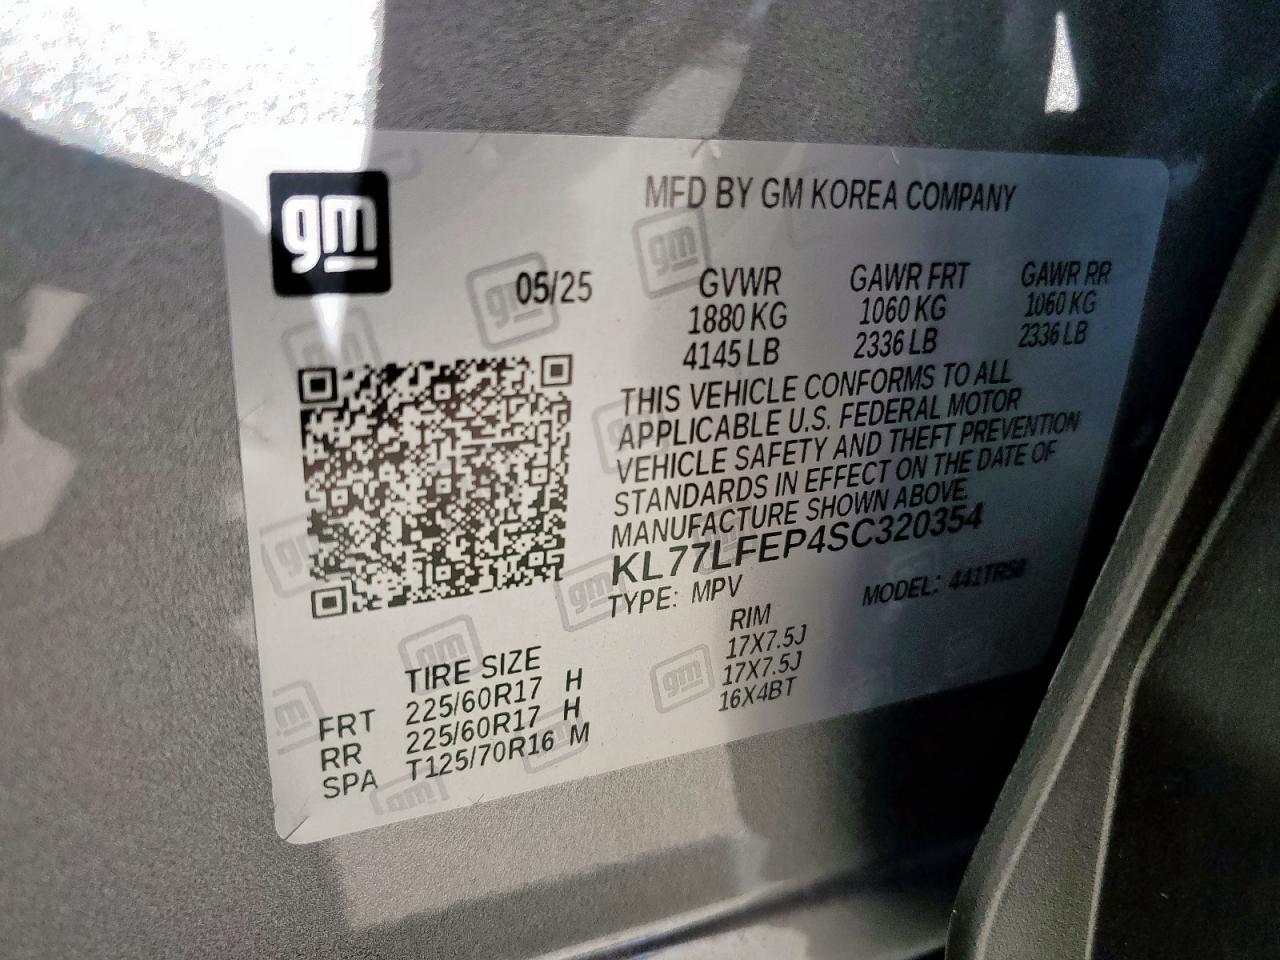 gm
MFD BY GM KOREA COMPANY
05/25
GVWR GAWR FRT GAWR RR
1880 KG 1060 KG 1060 KG
4145 LB 2336 LB 2336 LB
THIS VEHICLE CONFORMS TO ALL
APPLICABLE U.S. FEDERAL MOTOR
VEHICLE SAFETY AND THEFT PREVENTION
STANDARDS IN EFFECT ON THE DATE OF
MANUFACTURE SHOWN ABOVE.
KL77LFEP4SC320354
TYPE: MPV MODEL: 441TR58
TIRE SIZE RIM
FRT 225/60R17 H 17X7.5J
RR 225/60R17 H 17X7.5J
SPA T125/70R16 M 16X4BT